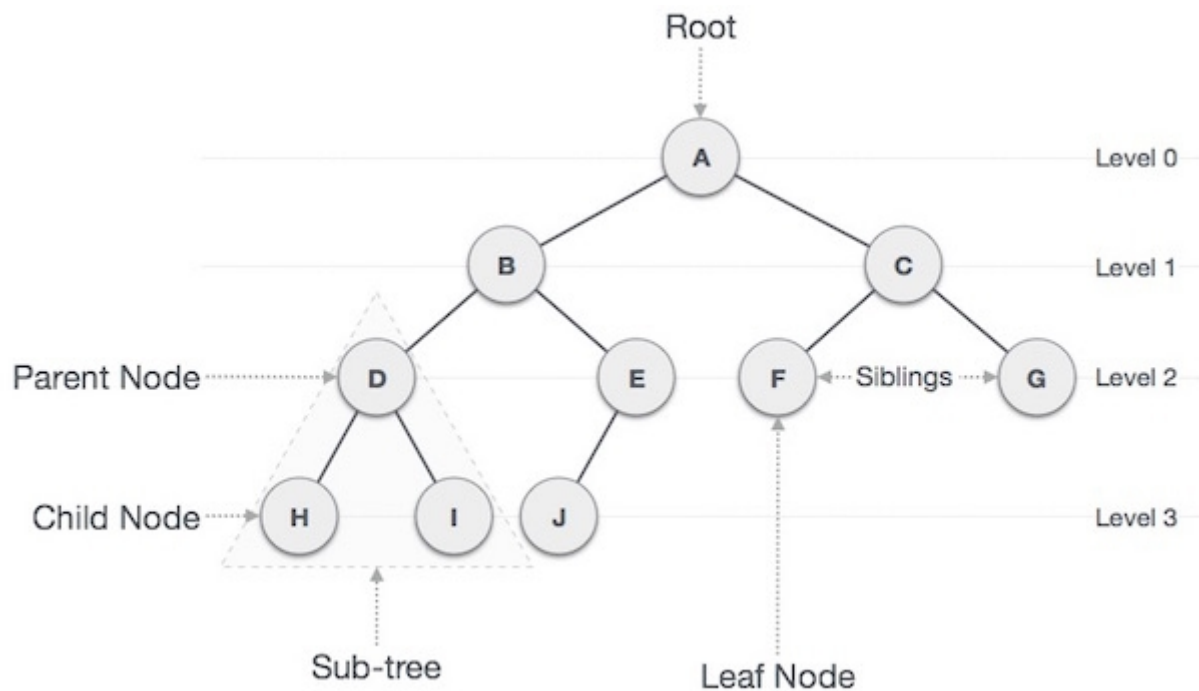 Root
A
Level 0
B
C
Level 1
Parent Node
D
E
F
Siblings
G
Level 2
Child Node
H
I
J
Level 3
Sub-tree
Leaf Node